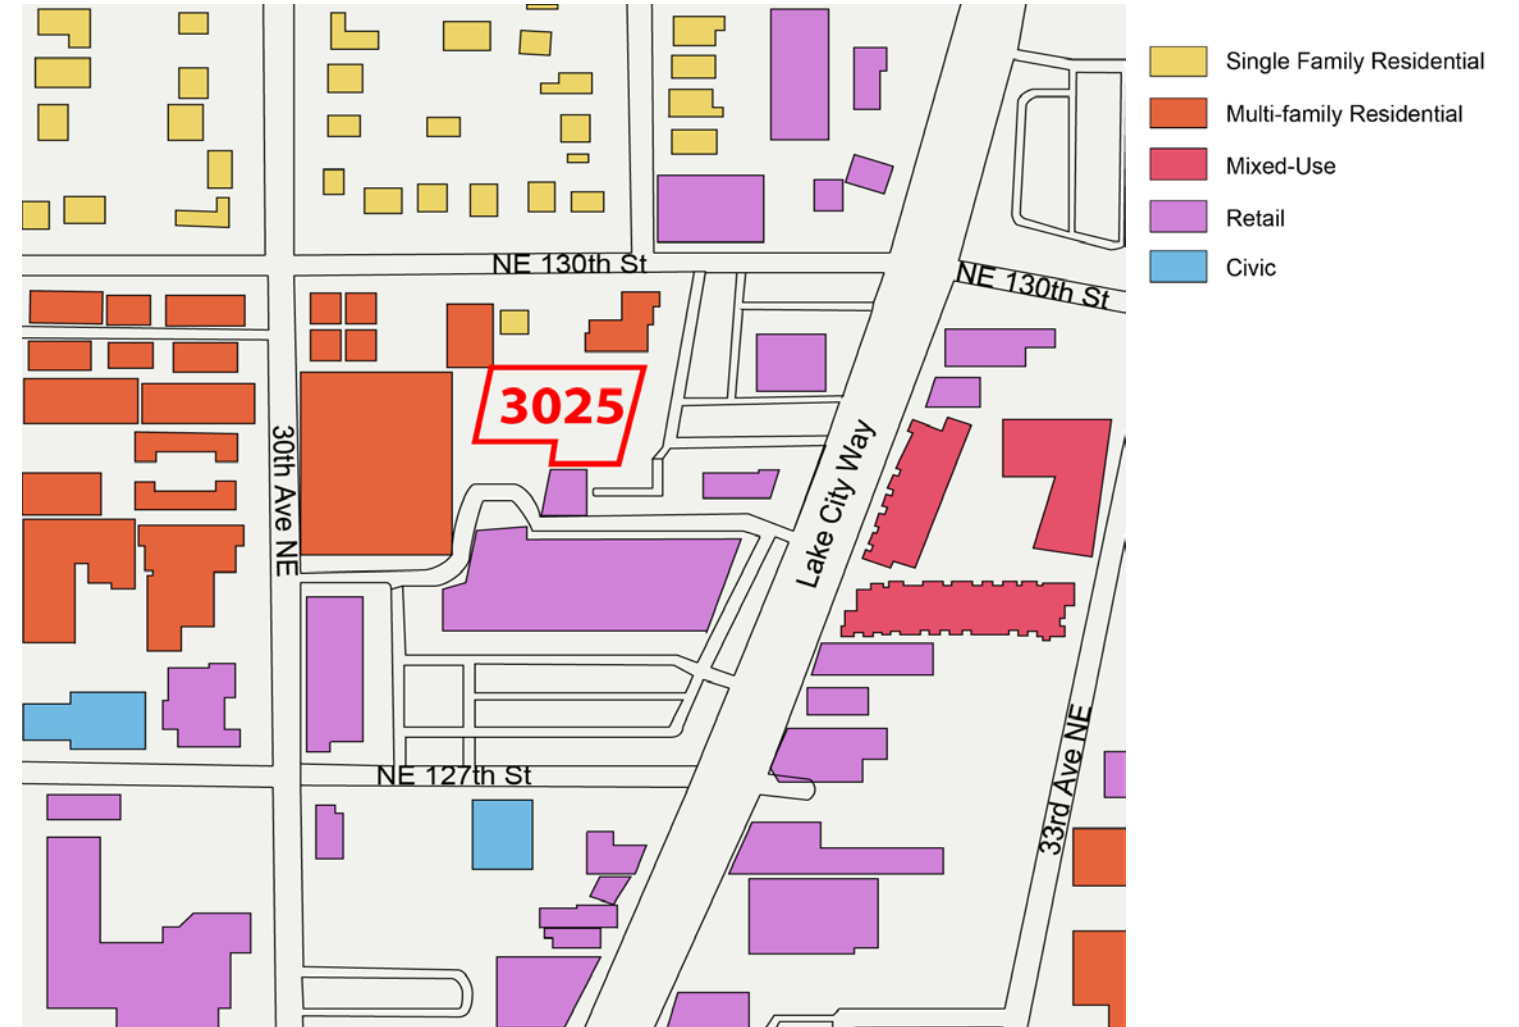 Single Family Residential
Multi-family Residential
Mixed-Use
Retail
Civic
NE 130th St
NE 130th St
3025
30th Ave NE
Lake City Way
NE 127th St
33rd Ave NE